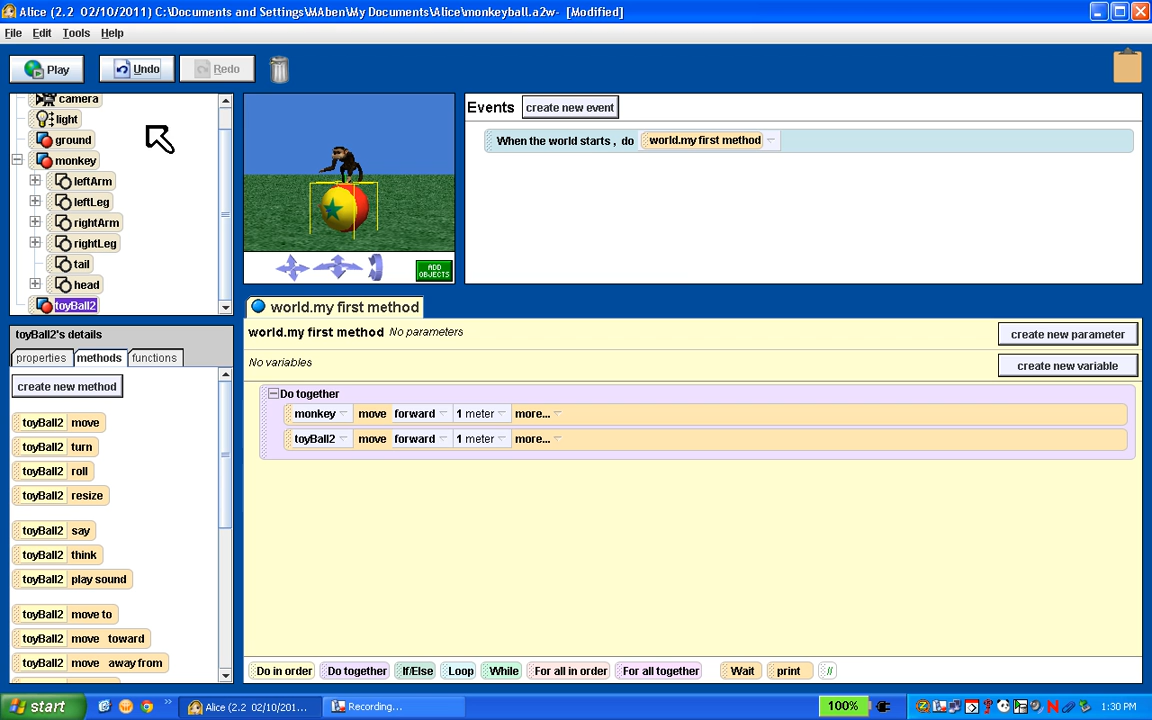 Alice (2.2  02/10/2011) C:\Documents and Settings\MAben\My Documents\Alice\monkeyball.a2w-  [Modified]
File Edit Tools Help
Play Undo Redo
camera
light
ground
monkey
leftArm
leftLeg
rightArm
rightLeg
tail
head
toyBall2
ADD
OBJECTS
Events create new event
When the world starts , do world.my first method
toyBall2's details
properties methods functions
create new method
toyBall2 move
toyBall2 turn
toyBall2 roll
toyBall2 resize
toyBall2 say
toyBall2 think
toyBall2 play sound
toyBall2 move to
toyBall2 move toward
toyBall2 move away from
world.my first method
world.my first method No parameters
create new parameter
No variables
create new variable
Do together
monkey move forward 1 meter more...
toyBall2 move forward 1 meter more...
Do in order Do together If/Else Loop While For all in order For all together Wait print //
start Alice (2.2 02/10/201... Recording... 100% 1:30 PM